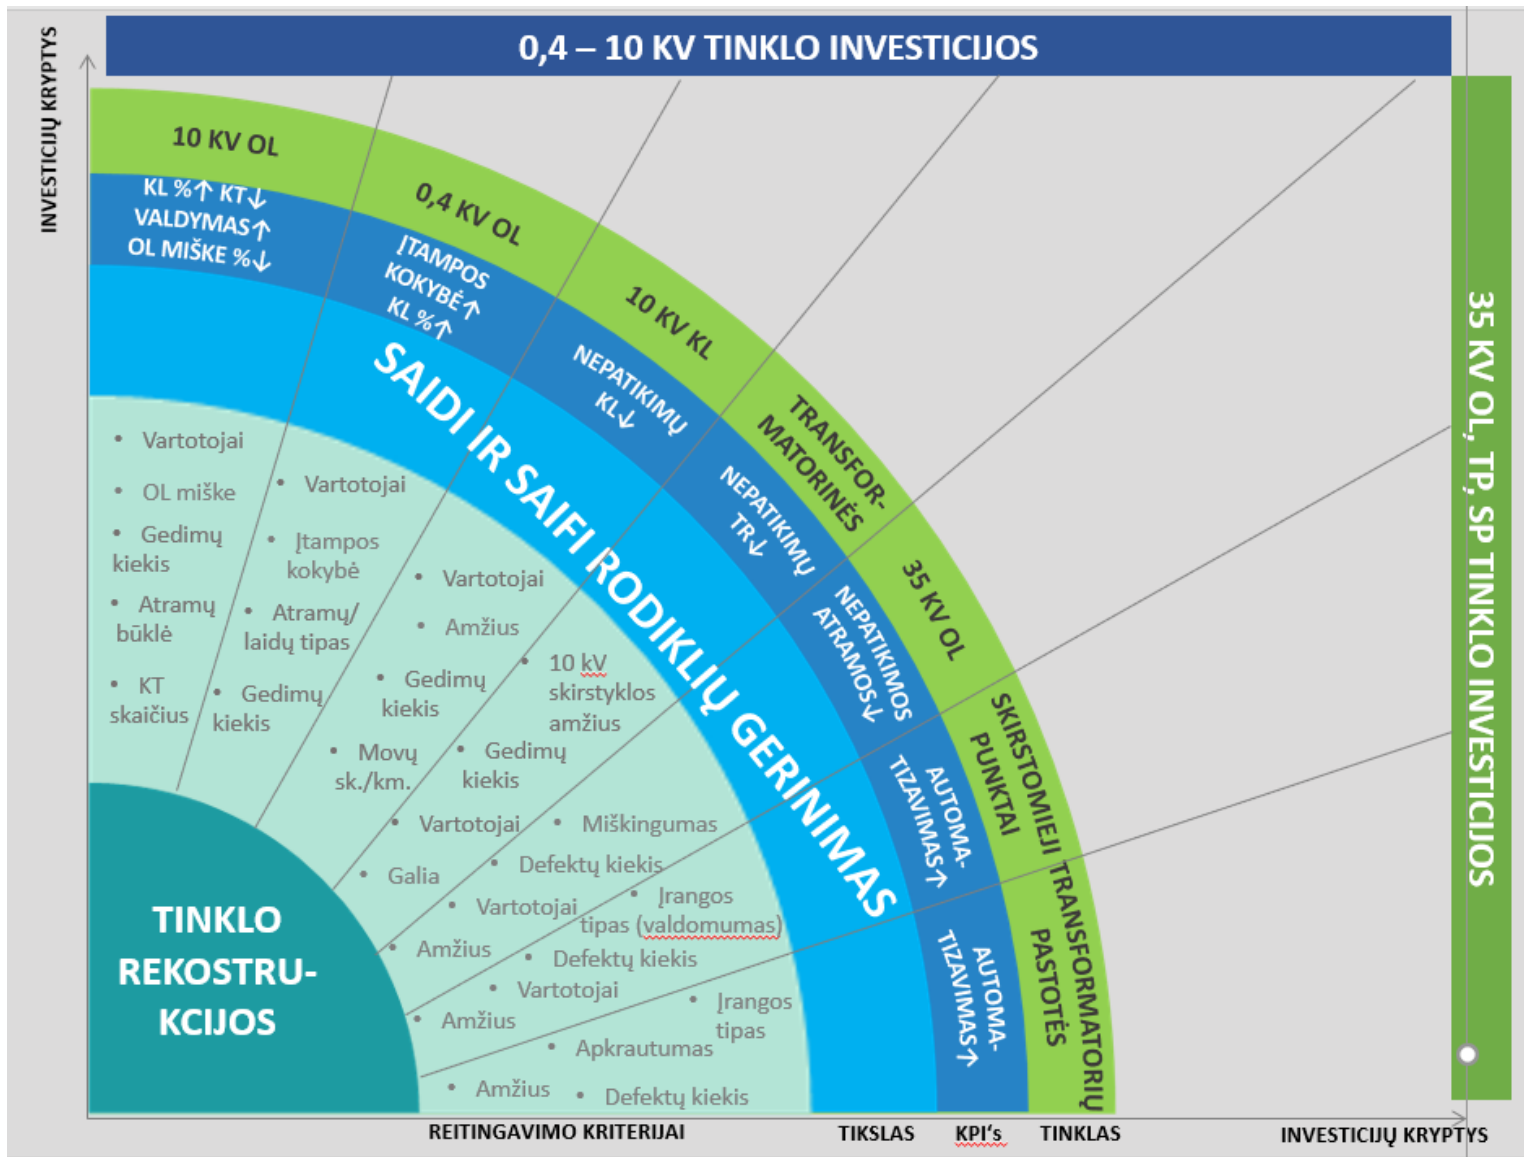 0,4 – 10 KV TINKLO INVESTICIJOS
INVESTICIJŲ KRYPTYS
35 KV OL, TP, SP TINKLO INVESTICIJOS
10 KV OL
0,4 KV OL
10 KV KL
TRANSFOR-
MATORINĖS
35 KV OL
SKIRSTOMIEJI
PUNKTAI
TRANSFORMATORIŲ
PASTOTĖS
KL %↑ KT↓
VALDYMAS↑
OL MIŠKE %↓
ĮTAMPOS
KOKYBĖ↑
KL %↑
NEPATIKIMŲ
KL↓
NEPATIKIMŲ
TR↓
NEPATIKIMOS
ATRAMOS↓
AUTOMA-
TIZAVIMAS↑
AUTOMA-
TIZAVIMAS↑
SAIDI IR SAIFI RODIKLIŲ GERINIMAS
• Vartotojai
• OL miške
• Gedimų
kiekis
• Atramų
būklė
• KT
skaičius
• Vartotojai
• Įtampos
kokybė
• Atramų/
laidų tipas
• Gedimų
kiekis
• Vartotojai
• Amžius
• Gedimų
kiekis
• Movų
sk./km.
• 10 kV
skirstyklos
amžius
• Gedimų
kiekis
• Vartotojai
• Galia
• Miškingumas
• Defektų kiekis
• Vartotojai
• Amžius
• Įrangos
tipas (valdomumas)
• Defektų kiekis
• Vartotojai
• Amžius
• Įrangos
tipas
• Apkrautumas
• Amžius
• Defektų kiekis
TINKLO
REKOSTRU-
KCIJOS
REITINGAVIMO KRITERIJAI
TIKSLAS
KPI‘s
TINKLAS
INVESTICIJŲ KRYPTYS